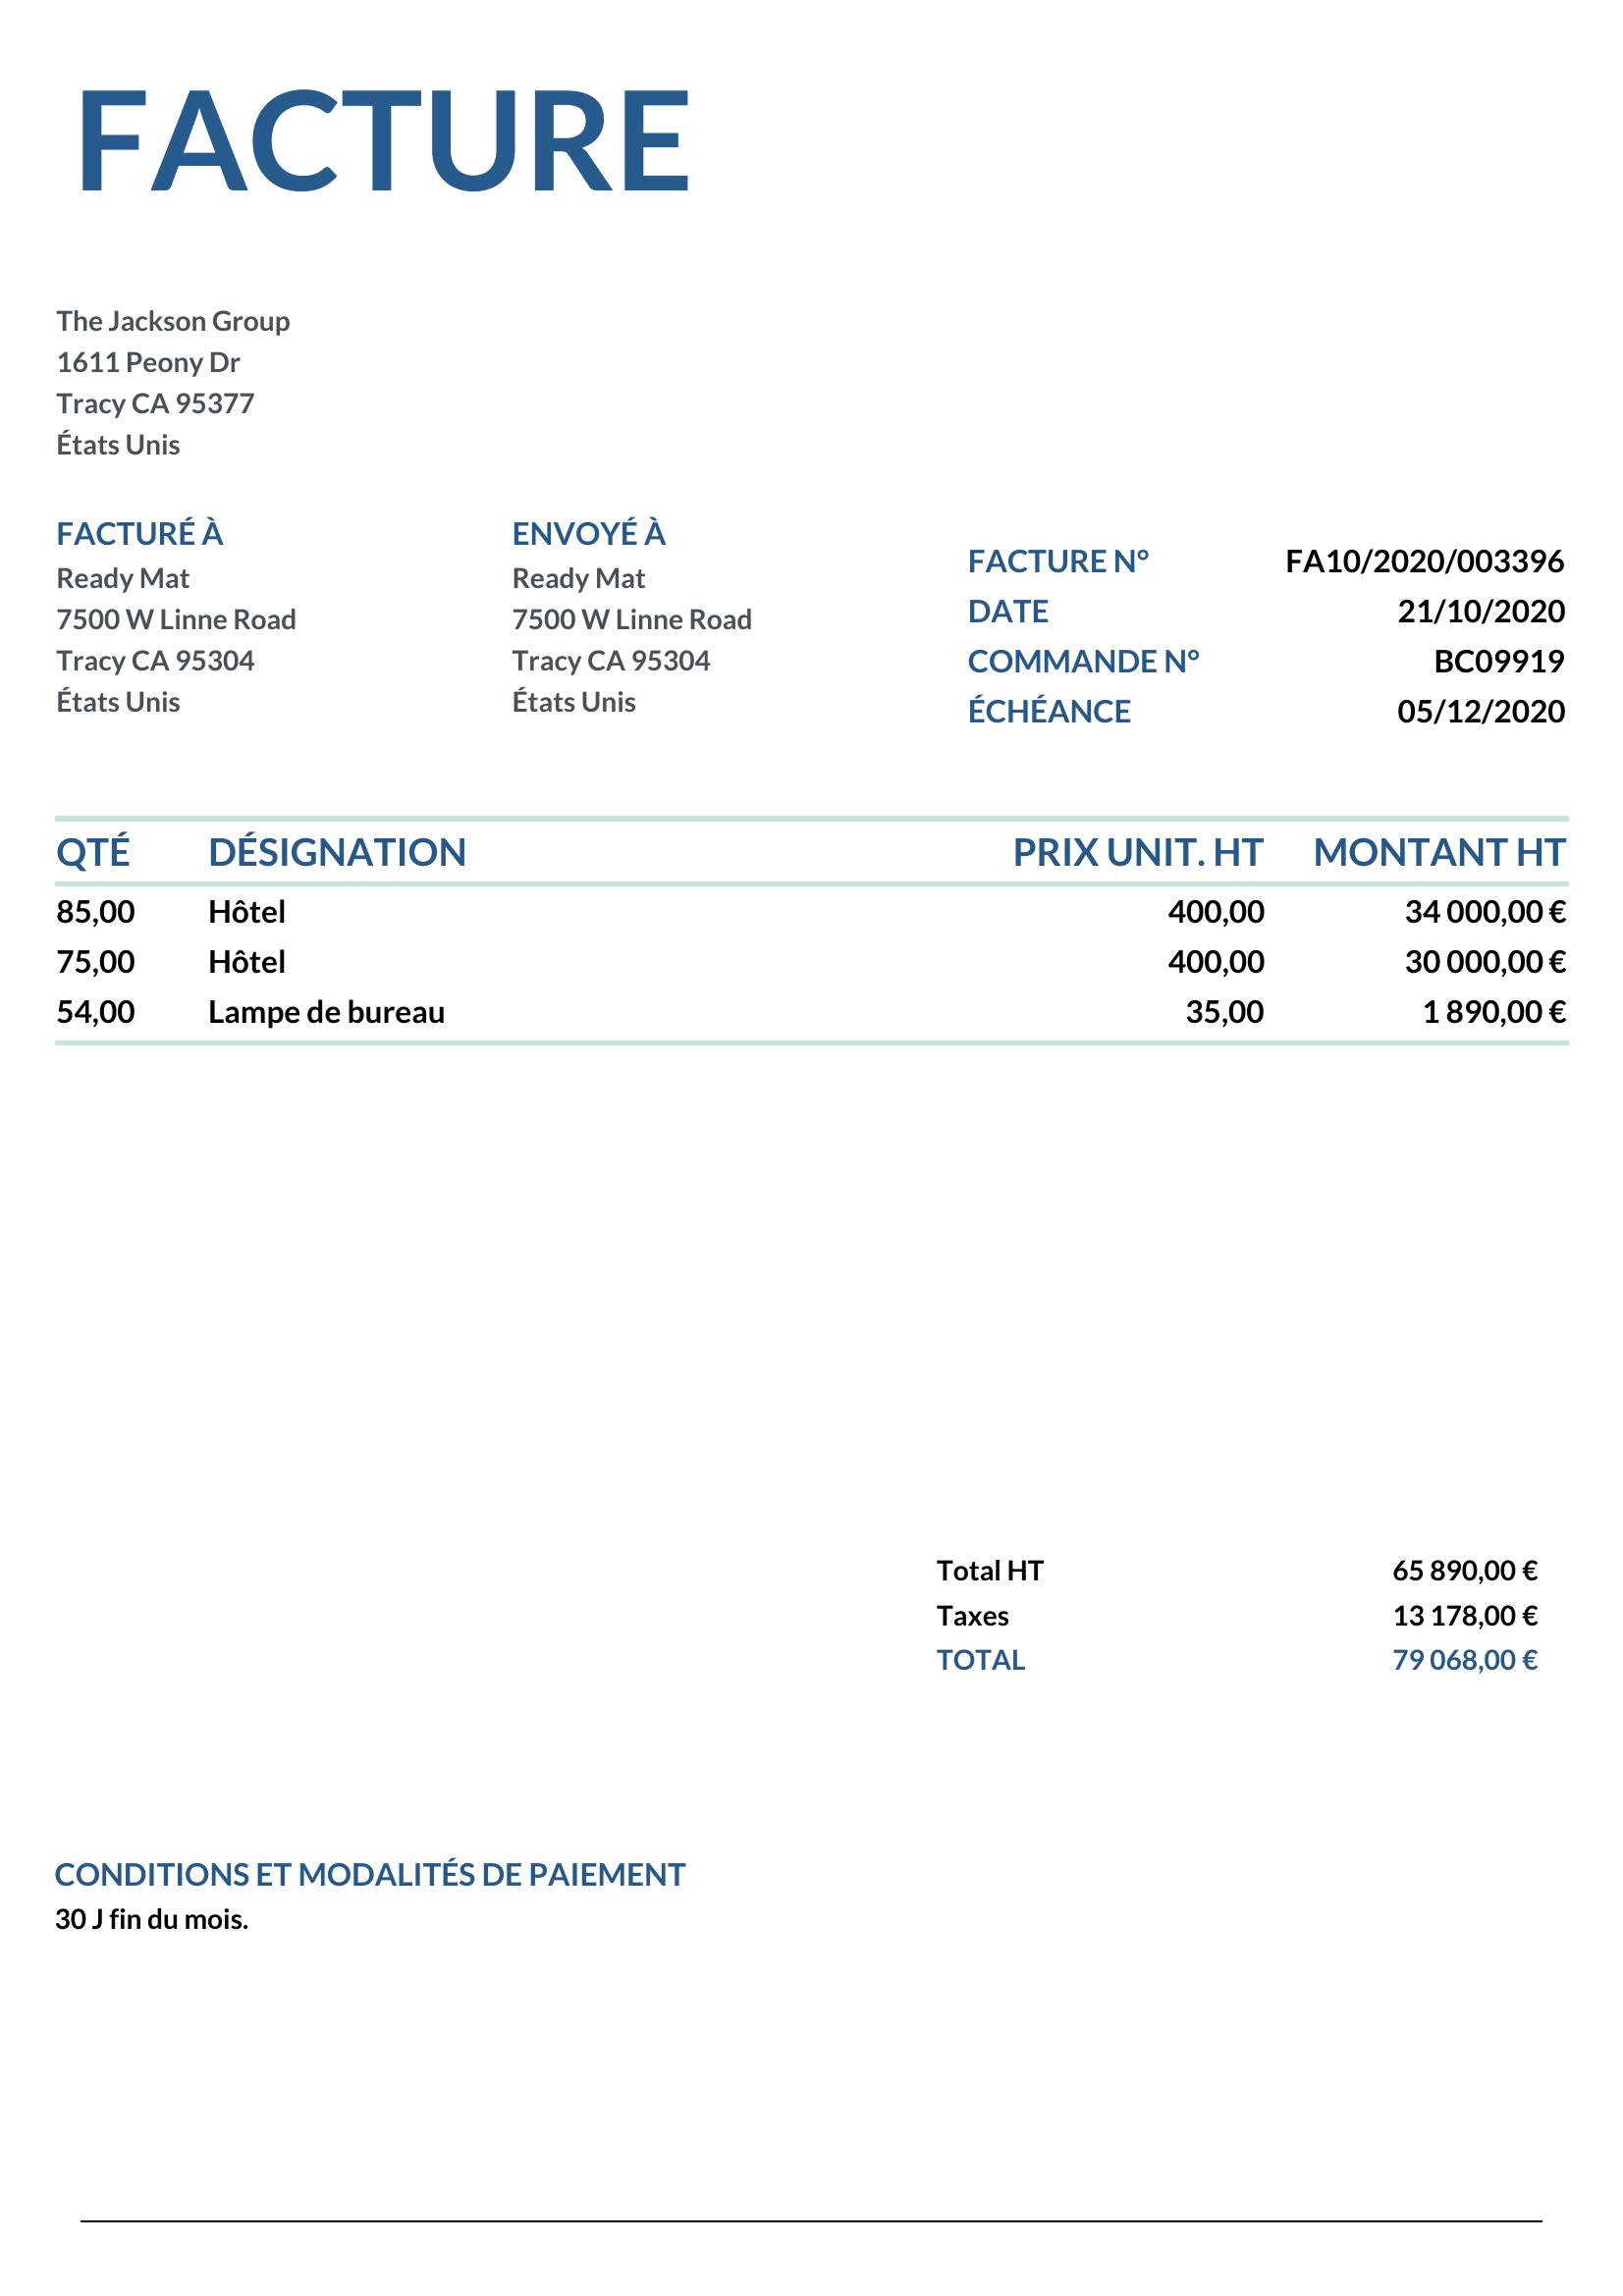 FACTURE
The Jackson Group
1611 Peony Dr
Tracy CA 95377
États Unis
FACTURÉ À
Ready Mat
7500 W Linne Road
Tracy CA 95304
États Unis
ENVOYÉ À
Ready Mat
7500 W Linne Road
Tracy CA 95304
États Unis
FACTURE N° FA10/2020/003396
DATE 21/10/2020
COMMANDE N° BC09919
ÉCHÉANCE 05/12/2020
QTÉ DÉSIGNATION PRIX UNIT. HT MONTANT HT
85,00 Hôtel 400,00 34 000,00 €
75,00 Hôtel 400,00 30 000,00 €
54,00 Lampe de bureau 35,00 1 890,00 €
Total HT 65 890,00 €
Taxes 13 178,00 €
TOTAL 79 068,00 €
CONDITIONS ET MODALITÉS DE PAIEMENT
30 J fin du mois.